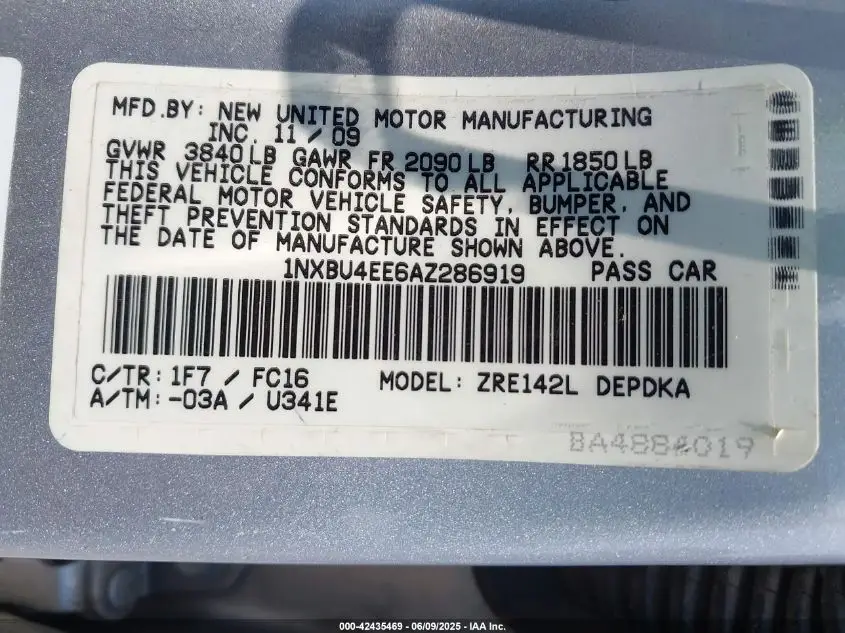 MFD.BY: NEW UNITED MOTOR MANUFACTURING
INC. 11 / 09
GVWR 3840 LB GAWR FR 2090 LB RR 1850 LB
THIS VEHICLE CONFORMS TO ALL APPLICABLE
FEDERAL MOTOR VEHICLE SAFETY, BUMPER, AND
THEFT PREVENTION STANDARDS IN EFFECT ON
THE DATE OF MANUFACTURE SHOWN ABOVE.
1NXBU4EE6AZ286919 PASS CAR
C/TR: 1F7 / FC16 MODEL: ZRE142L DEPDKA
A/TM: -03A / U341E
000-42435469 - 06/09/2025 - IAA Inc.